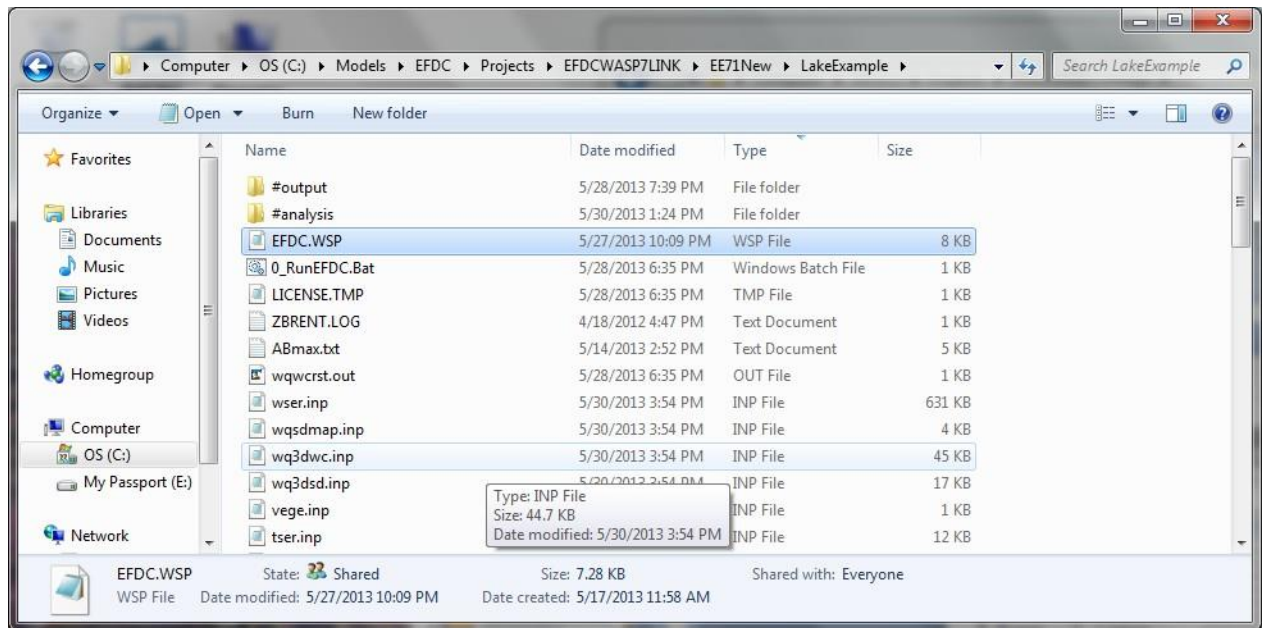 Computer ▸ OS (C:) ▸ Models ▸ EFDC ▸ Projects ▸ EFDCWASP7LINK ▸ EE71New ▸ LakeExample ▸ Search LakeExample
Organize Open Burn New folder
Favorites
Libraries
Documents
Music
Pictures
Videos
Homegroup
Computer
OS (C:)
My Passport (E:)
Network
Name Date modified Type Size
#output 5/28/2013 7:39 PM File folder
#analysis 5/30/2013 1:24 PM File folder
EFDC.WSP 5/27/2013 10:09 PM WSP File 8 KB
0_RunEFDC.Bat 5/28/2013 6:35 PM Windows Batch File 1 KB
LICENSE.TMP 5/28/2013 6:35 PM TMP File 1 KB
ZBRENT.LOG 4/18/2012 4:47 PM Text Document 1 KB
ABmax.txt 5/14/2013 2:52 PM Text Document 5 KB
wqwcrst.out 5/28/2013 6:35 PM OUT File 1 KB
wser.inp 5/30/2013 3:54 PM INP File 631 KB
wqsdmap.inp 5/30/2013 3:54 PM INP File 4 KB
wq3dwc.inp 5/30/2013 3:54 PM INP File 45 KB
wq3dsd.inp 5/30/2013 3:54 PM INP File 17 KB
vege.inp INP File 1 KB
tser.inp INP File 12 KB
Type: INP File
Size: 44.7 KB
Date modified: 5/30/2013 3:54 PM
EFDC.WSP State: Shared Size: 7.28 KB Shared with: Everyone
WSP File Date modified: 5/27/2013 10:09 PM Date created: 5/17/2013 11:58 AM